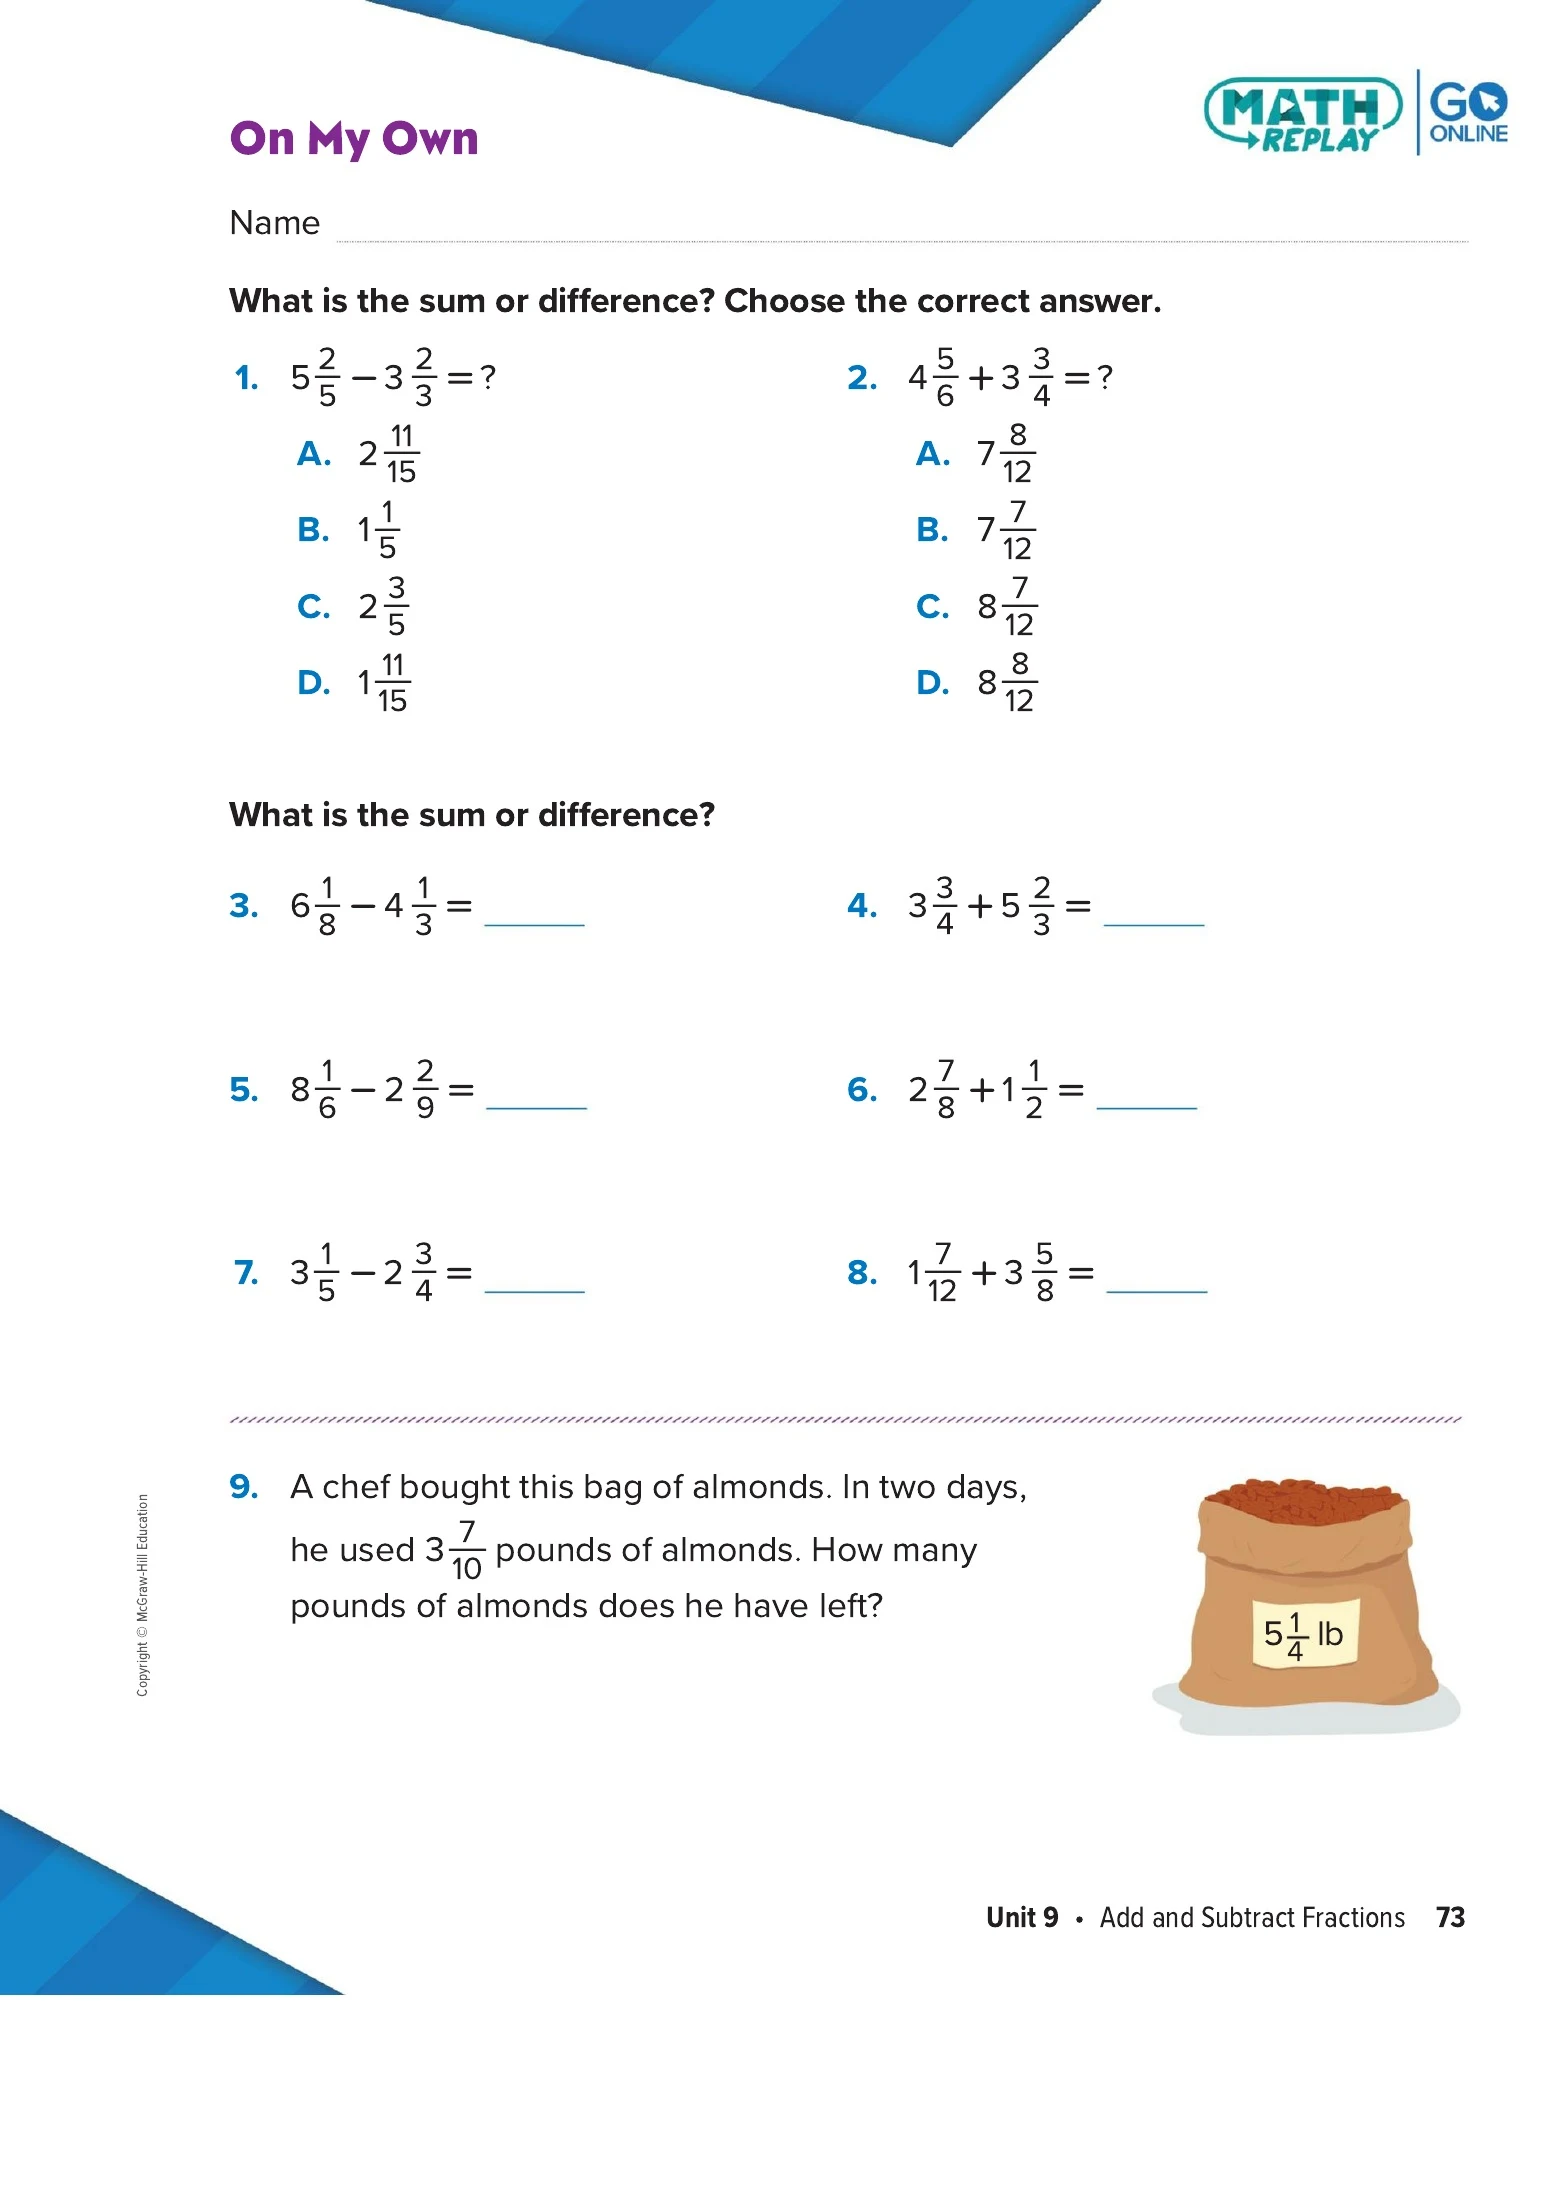 On My Own
MATH REPLAY GO ONLINE
Name
What is the sum or difference? Choose the correct answer.
1. 5 2/5 − 3 2/3 = ?
A. 2 11/15
B. 1 1/5
C. 2 3/5
D. 1 11/15
2. 4 5/6 + 3 3/4 = ?
A. 7 8/12
B. 7 7/12
C. 8 7/12
D. 8 8/12
What is the sum or difference?
3. 6 1/8 − 4 1/3 = ______
4. 3 3/4 + 5 2/3 = ______
5. 8 1/6 − 2 2/9 = ______
6. 2 7/8 + 1 1/2 = ______
7. 3 1/5 − 2 3/4 = ______
8. 1 7/12 + 3 5/8 = ______
9. A chef bought this bag of almonds. In two days,
he used 3 7/10 pounds of almonds. How many
pounds of almonds does he have left?
5 1/4 lb
Copyright © McGraw-Hill Education
Unit 9 • Add and Subtract Fractions 73